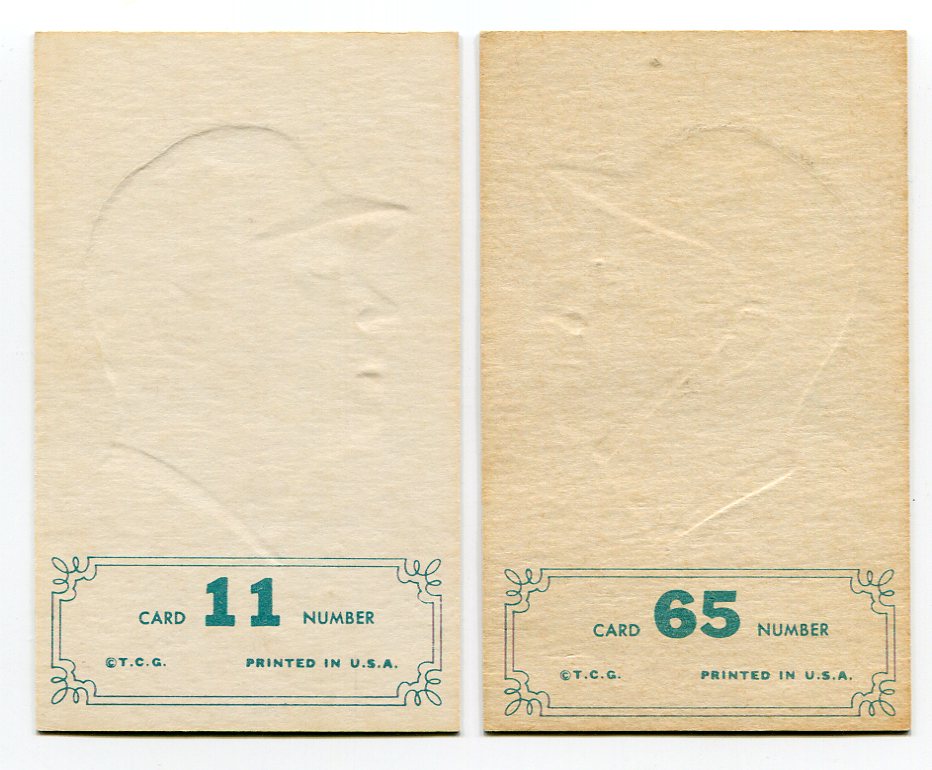 CARD 11 NUMBER
©T.C.G. PRINTED IN U.S.A.
CARD 65 NUMBER
©T.C.G. PRINTED IN U.S.A.